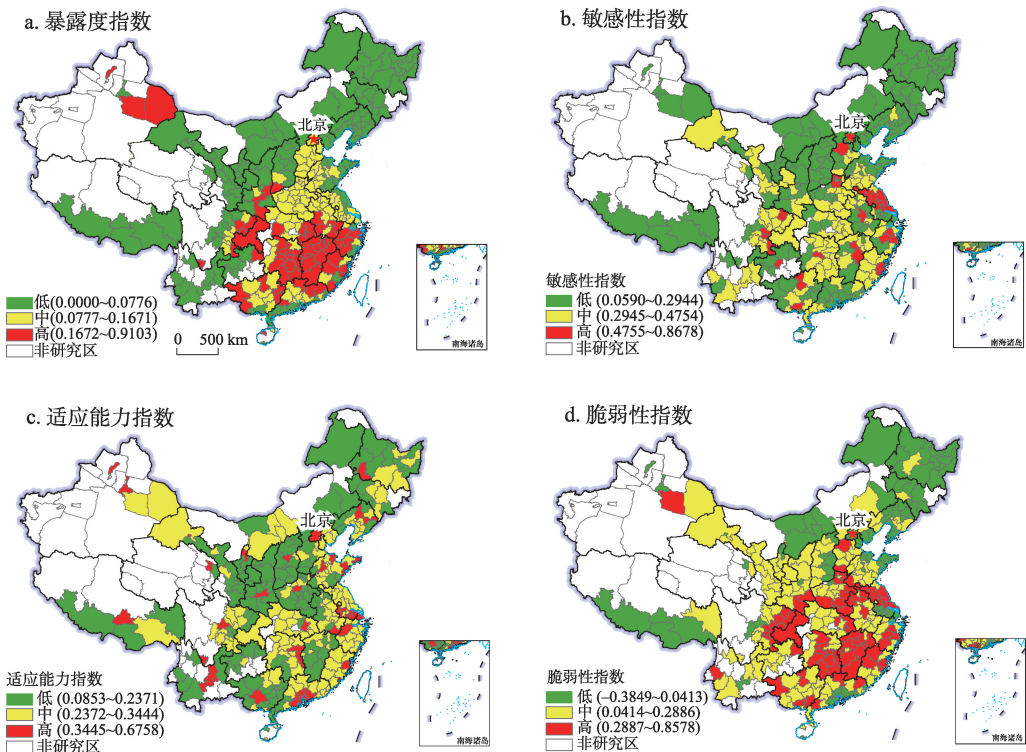 a. 暴露度指数
北京
低(0.0000~0.0776)
中(0.0777~0.1671)
高(0.1672~0.9103)
非研究区
0 500 km
南海诸岛
b. 敏感性指数
北京
敏感性指数
低 (0.0590~0.2944)
中 (0.2945~0.4754)
高 (0.4755~0.8678)
非研究区
南海诸岛
c. 适应能力指数
北京
适应能力指数
低 (0.0853~0.2371)
中 (0.2372~0.3444)
高 (0.3445~0.6758)
非研究区
南海诸岛
d. 脆弱性指数
北京
脆弱性指数
低 (−0.3849~0.0413)
中 (0.0414~0.2886)
高 (0.2887~0.8578)
非研究区
南海诸岛